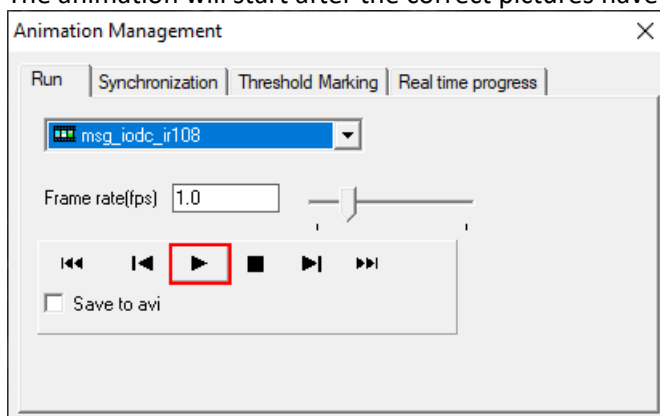 The animation will start after the correct pictures have
Animation Management
Run Synchronization Threshold Marking Real time progress
msg_iodc_ir108
Frame rate(fps) 1.0
Save to avi